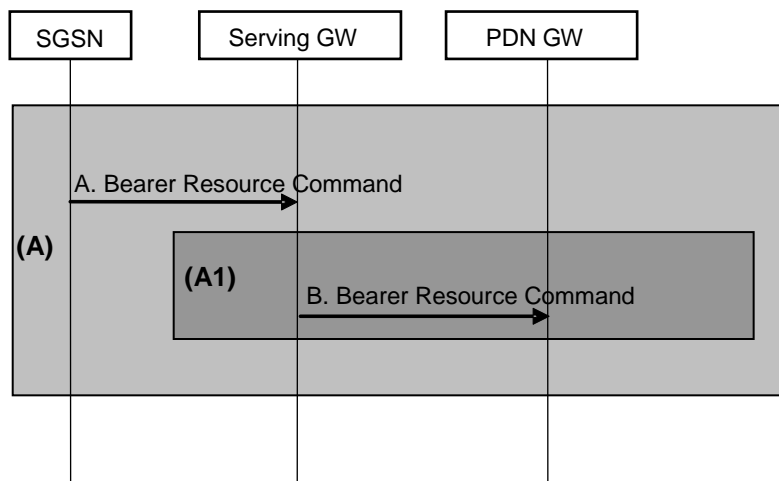 SGSN
Serving GW
PDN GW
A. Bearer Resource Command
(A)
(A1)
B. Bearer Resource Command